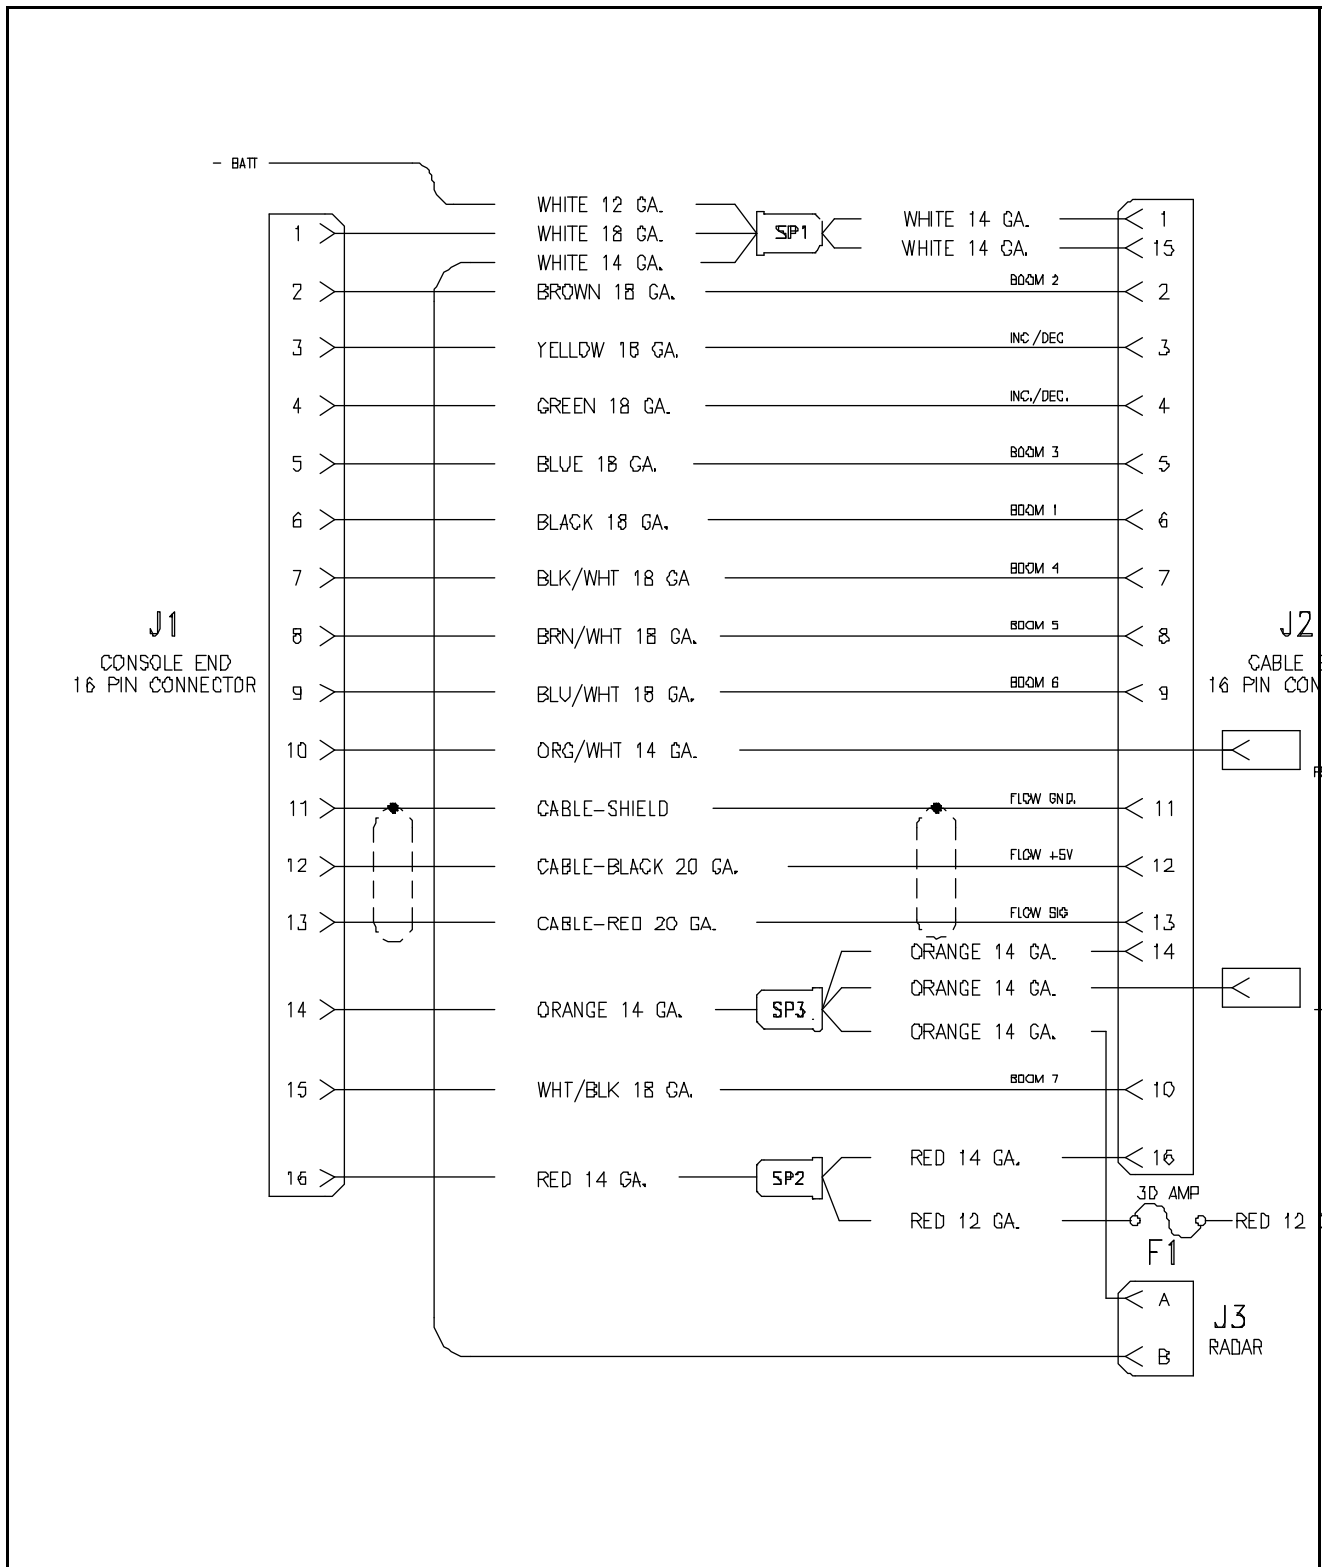 - BATT
WHITE 12 GA.
1 WHITE 18 GA. SP1 WHITE 14 GA. 1
WHITE 14 GA. WHITE 14 GA. 15
2 BROWN 18 GA. BOOM 2 2
3 YELLOW 18 GA. INC/DEC 3
4 GREEN 18 GA. INC./DEC. 4
5 BLUE 18 GA. BOOM 3 5
6 BLACK 18 GA. BOOM 1 6
7 BLK/WHT 18 GA BOOM 4 7
J1 J2
8 BRN/WHT 18 GA. BOOM 5 8
CONSOLE END CABLE
16 PIN CONNECTOR 16 PIN CON
9 BLU/WHT 18 GA. BOOM 6 9
10 ORG/WHT 14 GA.
11 CABLE-SHIELD FLOW GND. 11
12 CABLE-BLACK 20 GA. FLOW +5V 12
13 CABLE-RED 20 GA. FLOW SIG 13
ORANGE 14 GA. 14
ORANGE 14 GA.
14 ORANGE 14 GA. SP3
ORANGE 14 GA.
15 WHT/BLK 18 GA. BOOM 7 10
RED 14 GA. 16
16 RED 14 GA. SP2
30 AMP
RED 12 GA. RED 12
F1
A
J3
RADAR
B